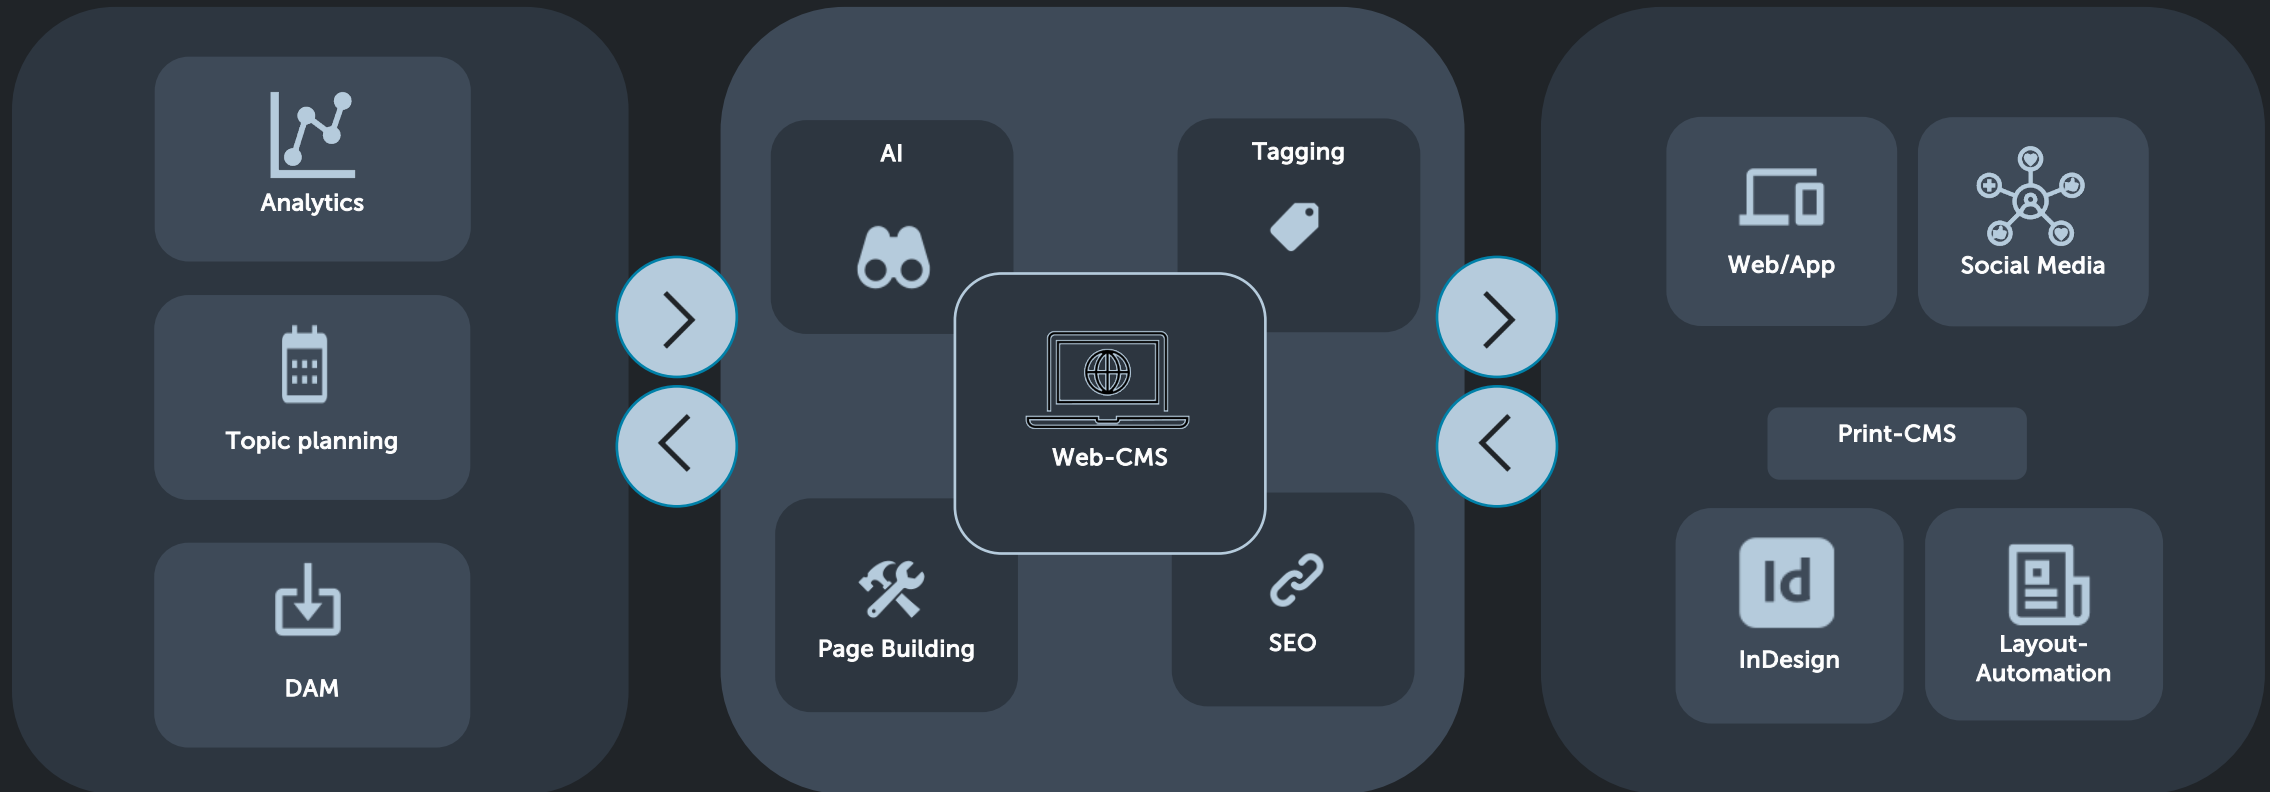 Analytics
Topic planning
DAM
AI
Tagging
Web-CMS
Page Building
SEO
Web/App
Social Media
Print-CMS
Id
InDesign
Layout-
Automation